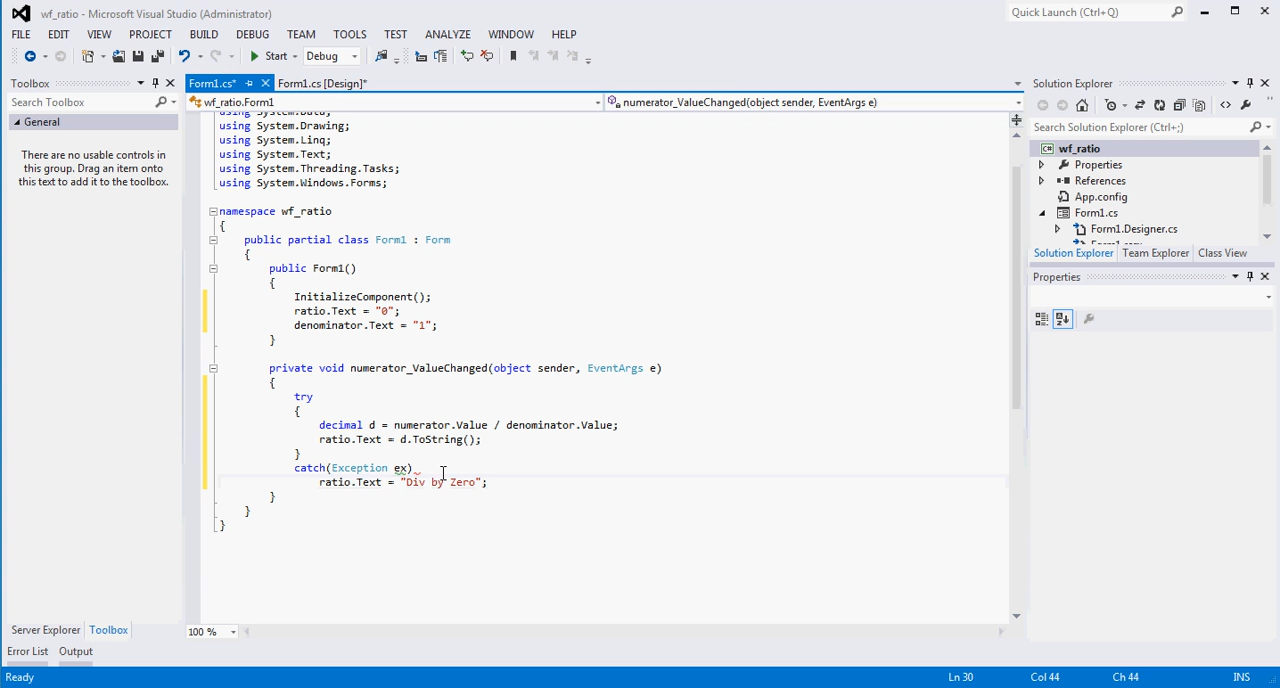 wf_ratio - Microsoft Visual Studio (Administrator)
Quick Launch (Ctrl+Q)
FILE EDIT VIEW PROJECT BUILD DEBUG TEAM TOOLS TEST ANALYZE WINDOW HELP
Start Debug
Toolbox
Search Toolbox
General
There are no usable controls in
this group. Drag an item onto
this text to add it to the toolbox.
Server Explorer Toolbox
Form1.cs* Form1.cs [Design]*
wf_ratio.Form1 numerator_ValueChanged(object sender, EventArgs e)
using System.Data;
using System.Drawing;
using System.Linq;
using System.Text;
using System.Threading.Tasks;
using System.Windows.Forms;
namespace wf_ratio
{
public partial class Form1 : Form
{
public Form1()
{
InitializeComponent();
ratio.Text = "0";
denominator.Text = "1";
}
private void numerator_ValueChanged(object sender, EventArgs e)
{
try
{
decimal d = numerator.Value / denominator.Value;
ratio.Text = d.ToString();
}
catch(Exception ex)
ratio.Text = "Div by Zero";
}
}
}
100 %
Solution Explorer
Search Solution Explorer (Ctrl+;)
wf_ratio
Properties
References
App.config
Form1.cs
Form1.Designer.cs
Solution Explorer Team Explorer Class View
Properties
Error List Output
Ready Ln 30 Col 44 Ch 44 INS